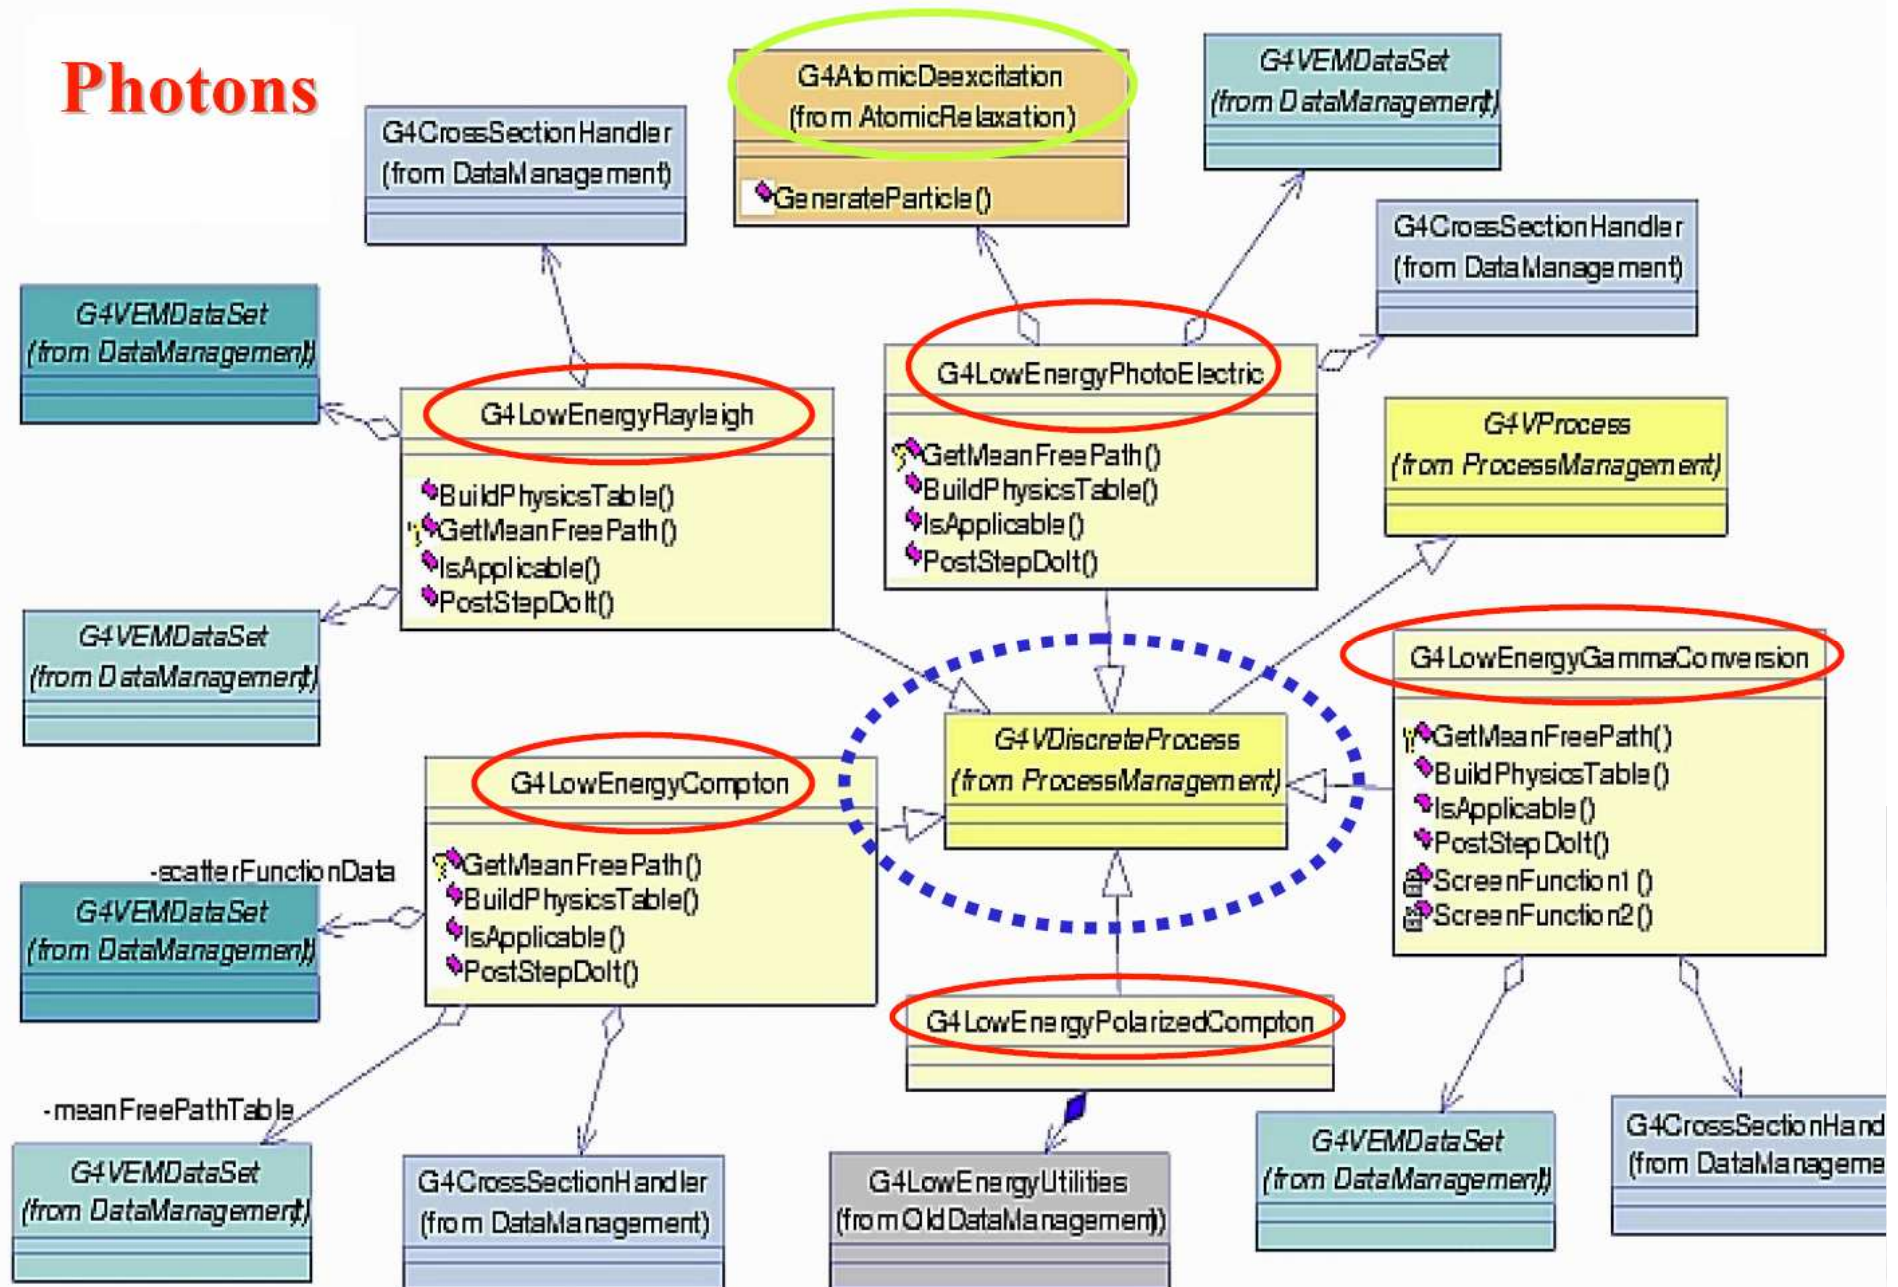 Photons
G4AtomicDeexcitation
(from AtomicRelaxation)
GenerateParticle()
G4VEMDataSet
(from DataManagement)
G4CrossSectionHandler
(from DataManagement)
G4CrossSectionHandler
(from DataManagement)
G4VEMDataSet
(from DataManagement)
G4LowEnergyRayleigh
BuildPhysicsTable()
GetMeanFreePath()
IsApplicable()
PostStepDoIt()
G4LowEnergyPhotoElectric
GetMeanFreePath()
BuildPhysicsTable()
IsApplicable()
PostStepDoIt()
G4VProcess
(from ProcessManagement)
G4VEMDataSet
(from DataManagement)
G4LowEnergyGammaConversion
GetMeanFreePath()
BuildPhysicsTable()
IsApplicable()
PostStepDoIt()
ScreenFunction1()
ScreenFunction2()
G4VDiscreteProcess
(from ProcessManagement)
G4LowEnergyCompton
GetMeanFreePath()
BuildPhysicsTable()
IsApplicable()
PostStepDoIt()
-scatterFunctionData
G4VEMDataSet
(from DataManagement)
G4LowEnergyPolarizedCompton
-meanFreePathTable
G4VEMDataSet
(from DataManagement)
G4CrossSectionHandler
(from DataManagement)
G4LowEnergyUtilities
(from OldDataManagement)
G4VEMDataSet
(from DataManagement)
G4CrossSectionHand
(from DataManageme